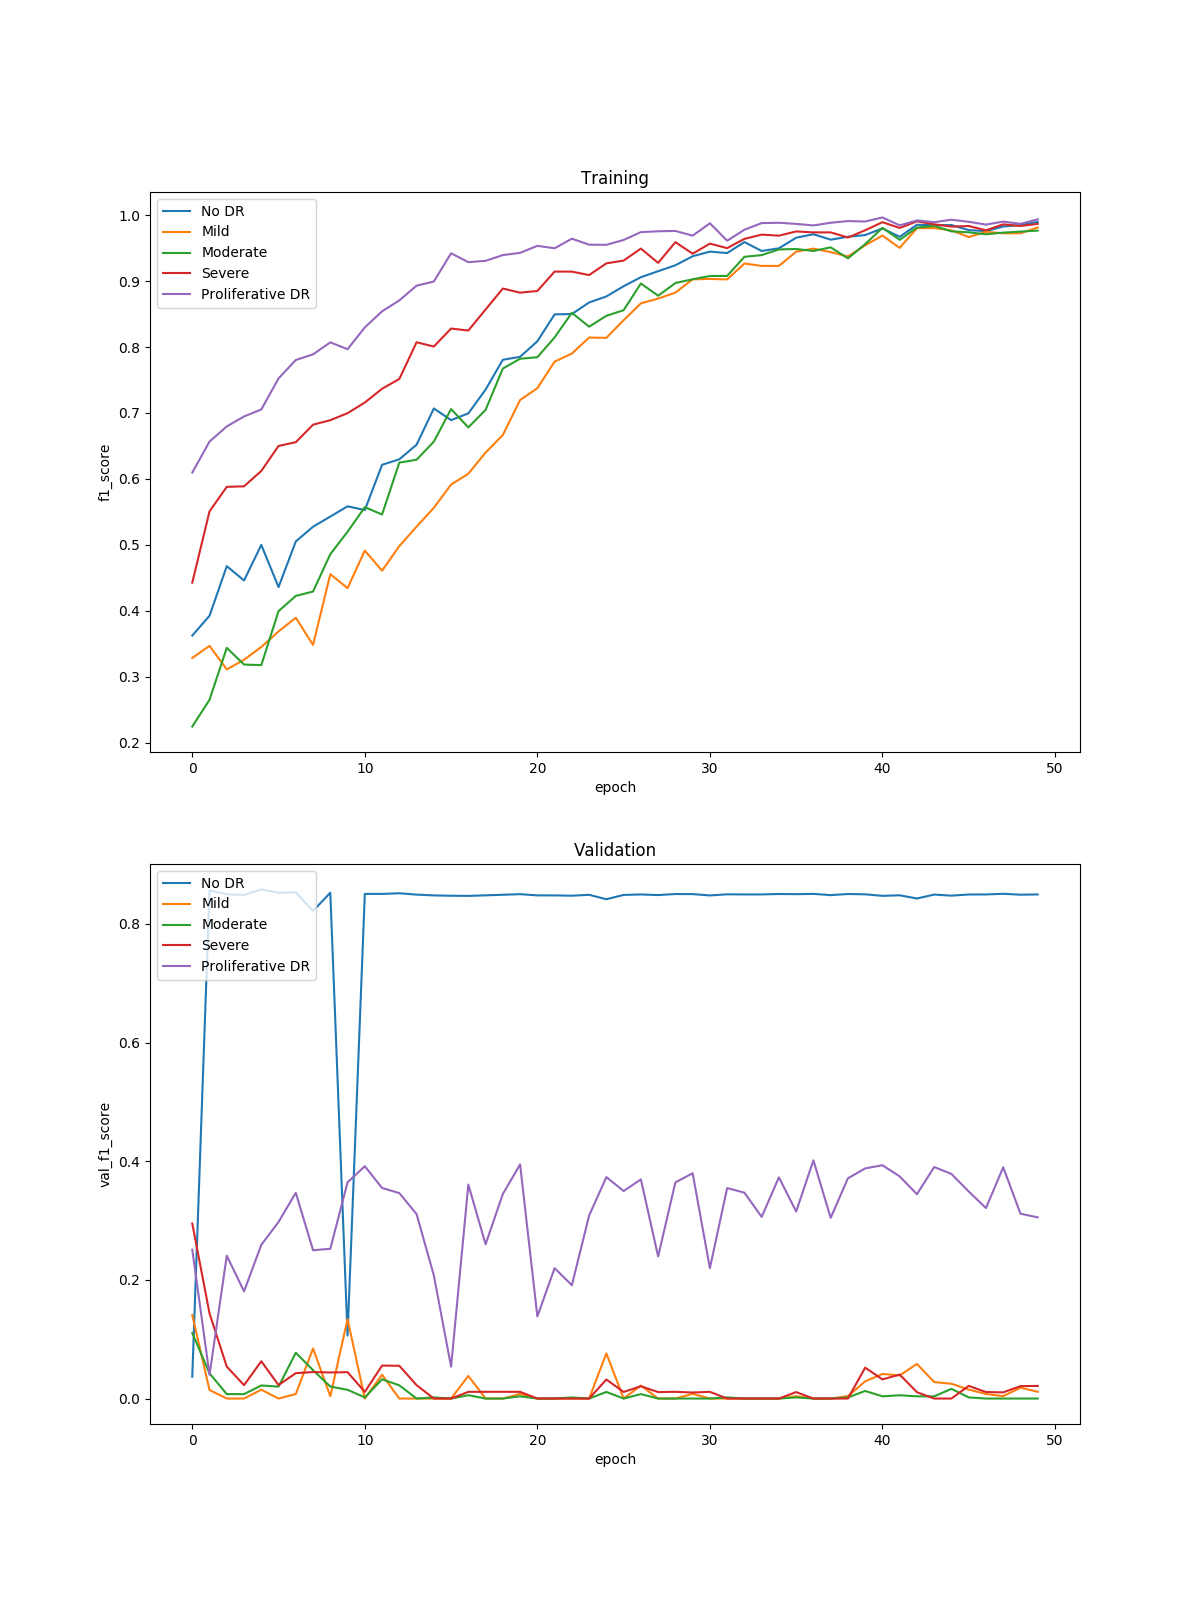 Training
No DR
Mild
Moderate
Severe
Proliferative DR
f1_score
1.0
0.9
0.8
0.7
0.6
0.5
0.4
0.3
0.2
0 10 20 30 40 50
epoch
Validation
No DR
Mild
Moderate
Severe
Proliferative DR
val_f1_score
0.8
0.6
0.4
0.2
0.0
0 10 20 30 40 50
epoch